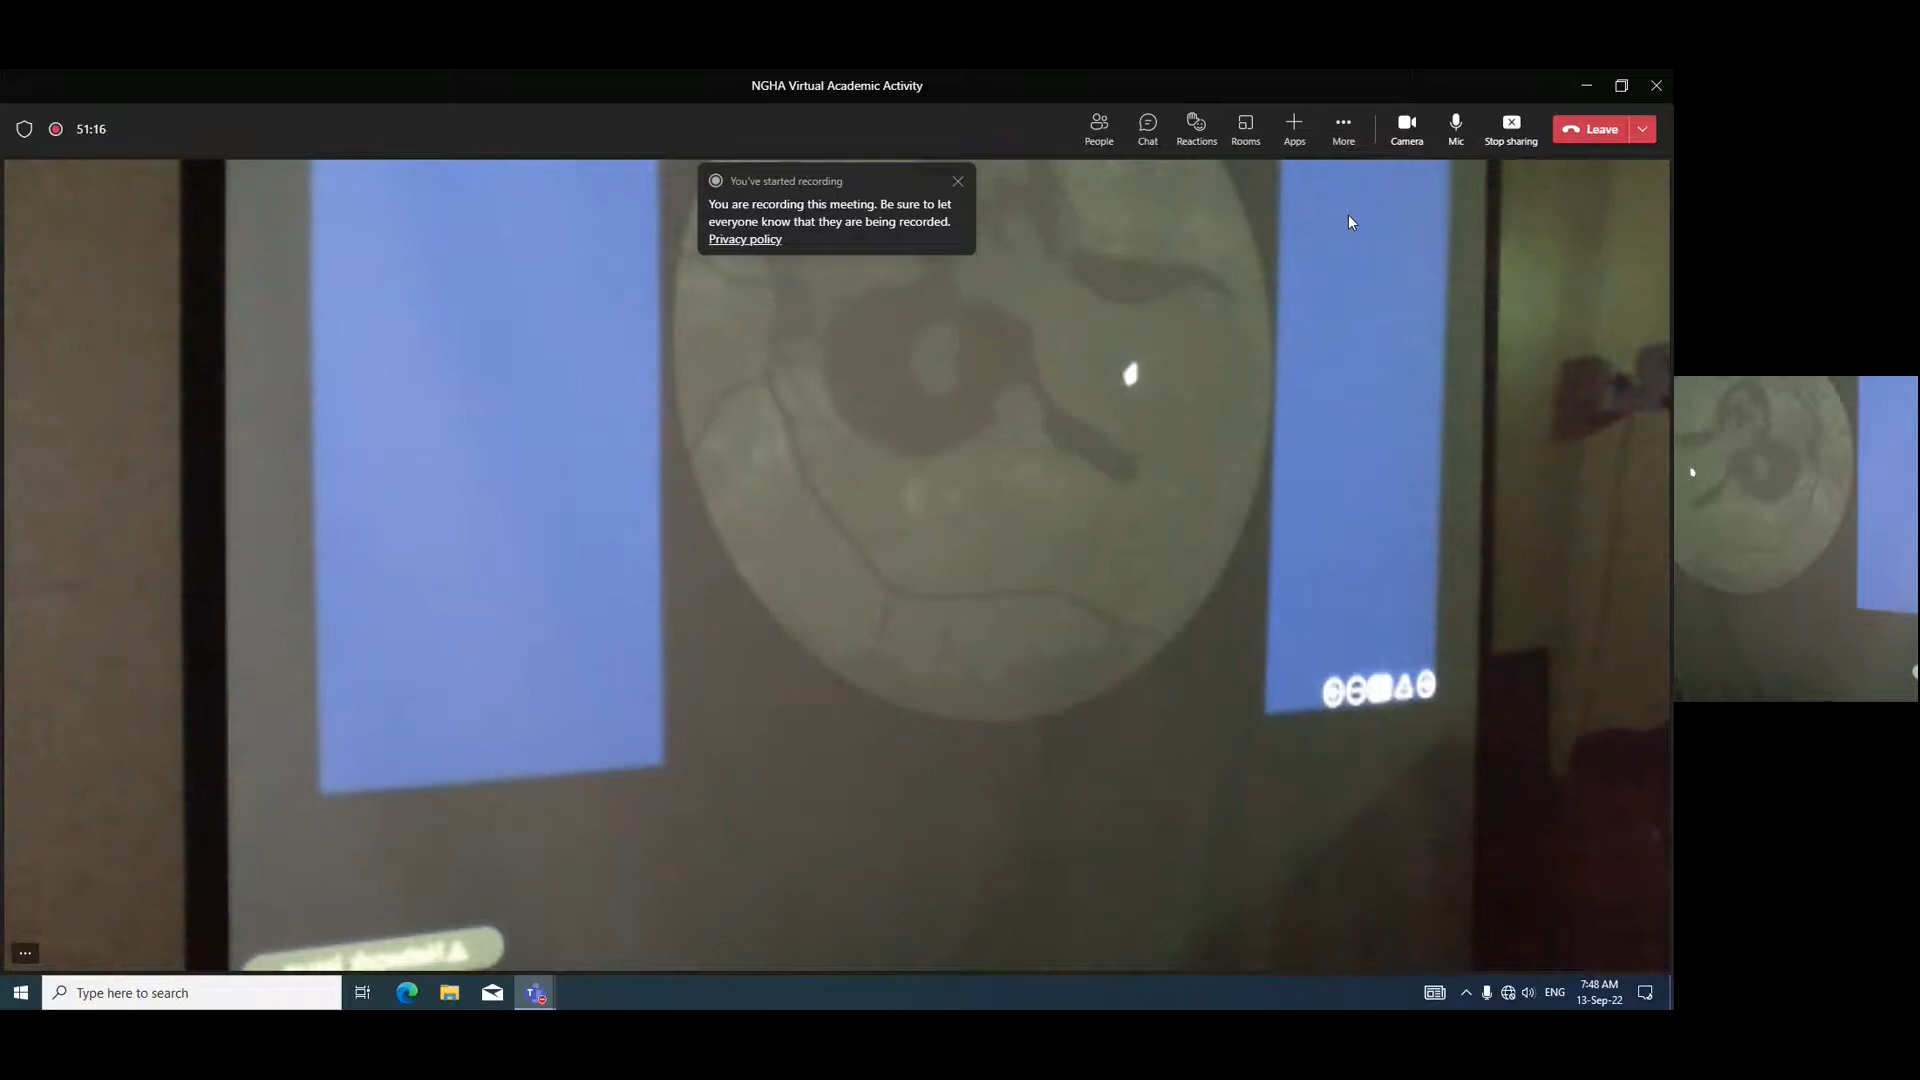 NGHA Virtual Academic Activity
51:16
People
Chat
Reactions
Rooms
Apps
More
Camera
Mic
Stop sharing
Leave
You've started recording
You are recording this meeting. Be sure to let
everyone know that they are being recorded.
Privacy policy
Type here to search
ENG
7:48 AM
13-Sep-22